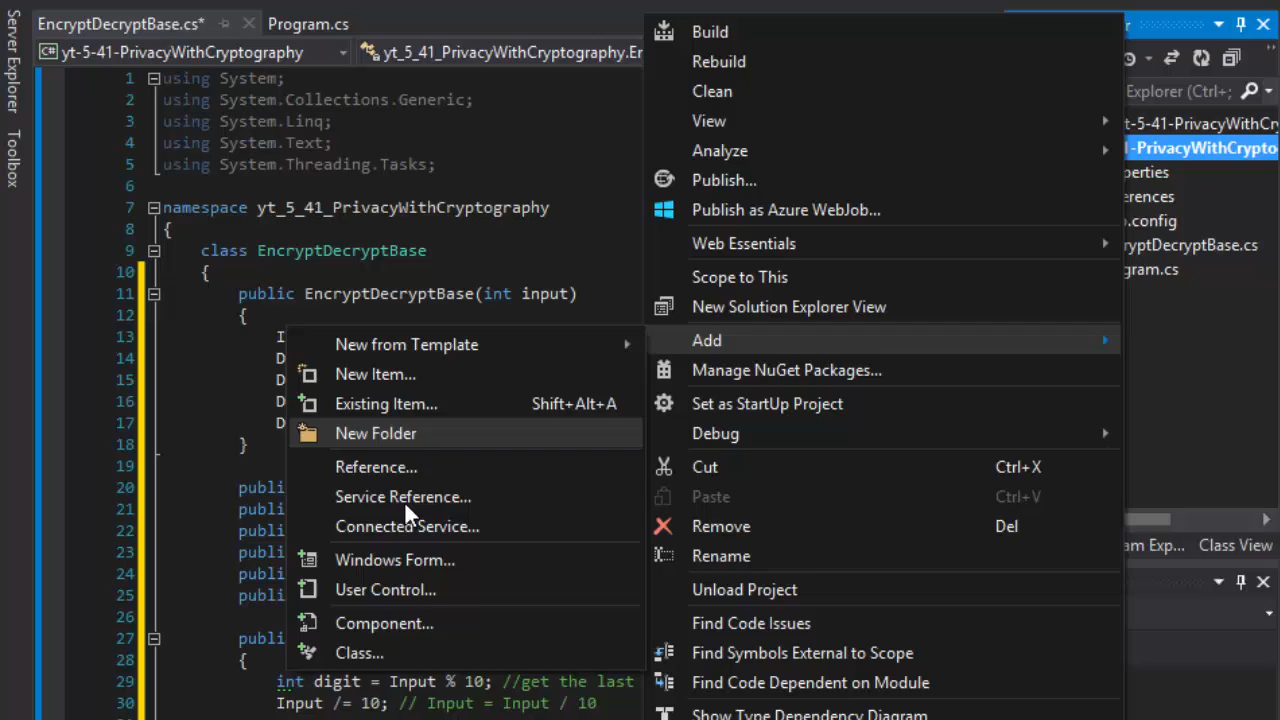 Server Explorer
Toolbox
EncryptDecryptBase.cs*
Program.cs
yt-5-41-PrivacyWithCryptography
yt_5_41_PrivacyWithCryptography.Er
1 using System;
2 using System.Collections.Generic;
3 using System.Linq;
4 using System.Text;
5 using System.Threading.Tasks;
6
7 namespace yt_5_41_PrivacyWithCryptography
8 {
9 class EncryptDecryptBase
10 {
11 public EncryptDecryptBase(int input)
12 {
13 I
14 D
15 D
16 D
17 D
18 }
19
20 publi
21 publi
22 publi
23 publi
24 publi
25 publi
26
27 publi
28 {
29 int digit = Input % 10; //get the last
30 Input /= 10; // Input = Input / 10
New from Template
New Item...
Existing Item... Shift+Alt+A
New Folder
Reference...
Service Reference...
Connected Service...
Windows Form...
User Control...
Component...
Class...
Build
Rebuild
Clean
View
Analyze
Publish...
Publish as Azure WebJob...
Web Essentials
Scope to This
New Solution Explorer View
Add
Manage NuGet Packages...
Set as StartUp Project
Debug
Cut Ctrl+X
Paste Ctrl+V
Remove Del
Rename
Unload Project
Find Code Issues
Find Symbols External to Scope
Find Code Dependent on Module
Show Type Dependency Diagram
r
Explorer (Ctrl+;
t-5-41-PrivacyWithCr
1-PrivacyWithCrypto
perties
erences
o.config
ryptDecryptBase.cs
gram.cs
am Exp...
Class View